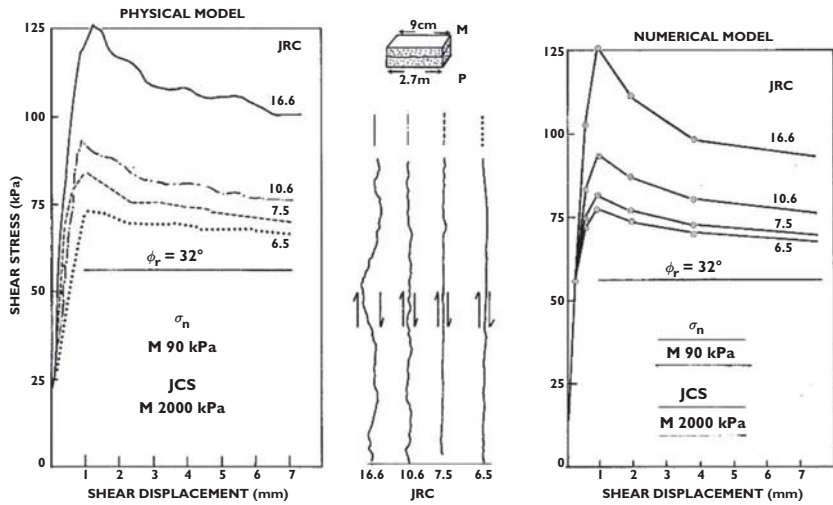 PHYSICAL MODEL
125
100
75
50
25
0
SHEAR STRESS (kPa)
JRC
16.6
10.6
7.5
6.5
ϕr = 32°
σn
M 90 kPa
JCS
M 2000 kPa
1 2 3 4 5 6 7
SHEAR DISPLACEMENT (mm)
9cm
M
2.7m
P
16.6 10.6 7.5 6.5
JRC
NUMERICAL MODEL
125
100
75
50
25
0
JRC
16.6
10.6
7.5
6.5
ϕr = 32°
σn
M 90 kPa
JCS
M 2000 kPa
1 2 3 4 5 6 7
SHEAR DISPLACEMENT (mm)